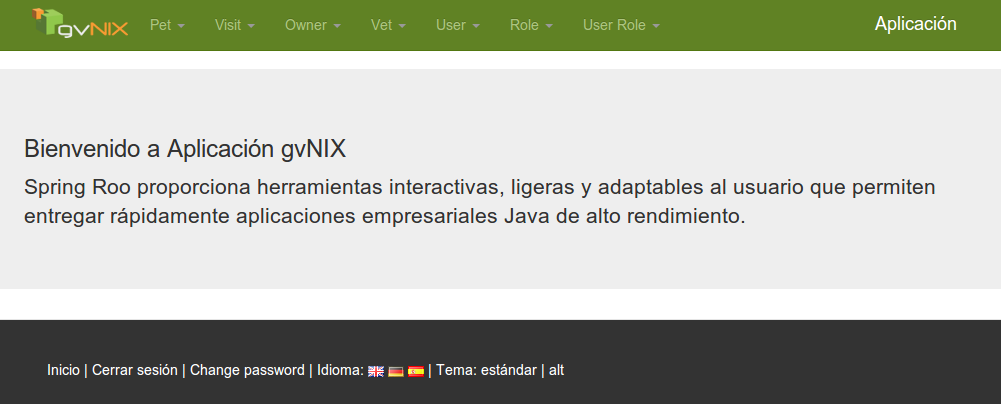 gvNIX Pet Visit Owner Vet User Role User Role Aplicación
Bienvenido a Aplicación gvNIX
Spring Roo proporciona herramientas interactivas, ligeras y adaptables al usuario que permiten
entregar rápidamente aplicaciones empresariales Java de alto rendimiento.
Inicio | Cerrar sesión | Change password | Idioma: | Tema: estándar | alt